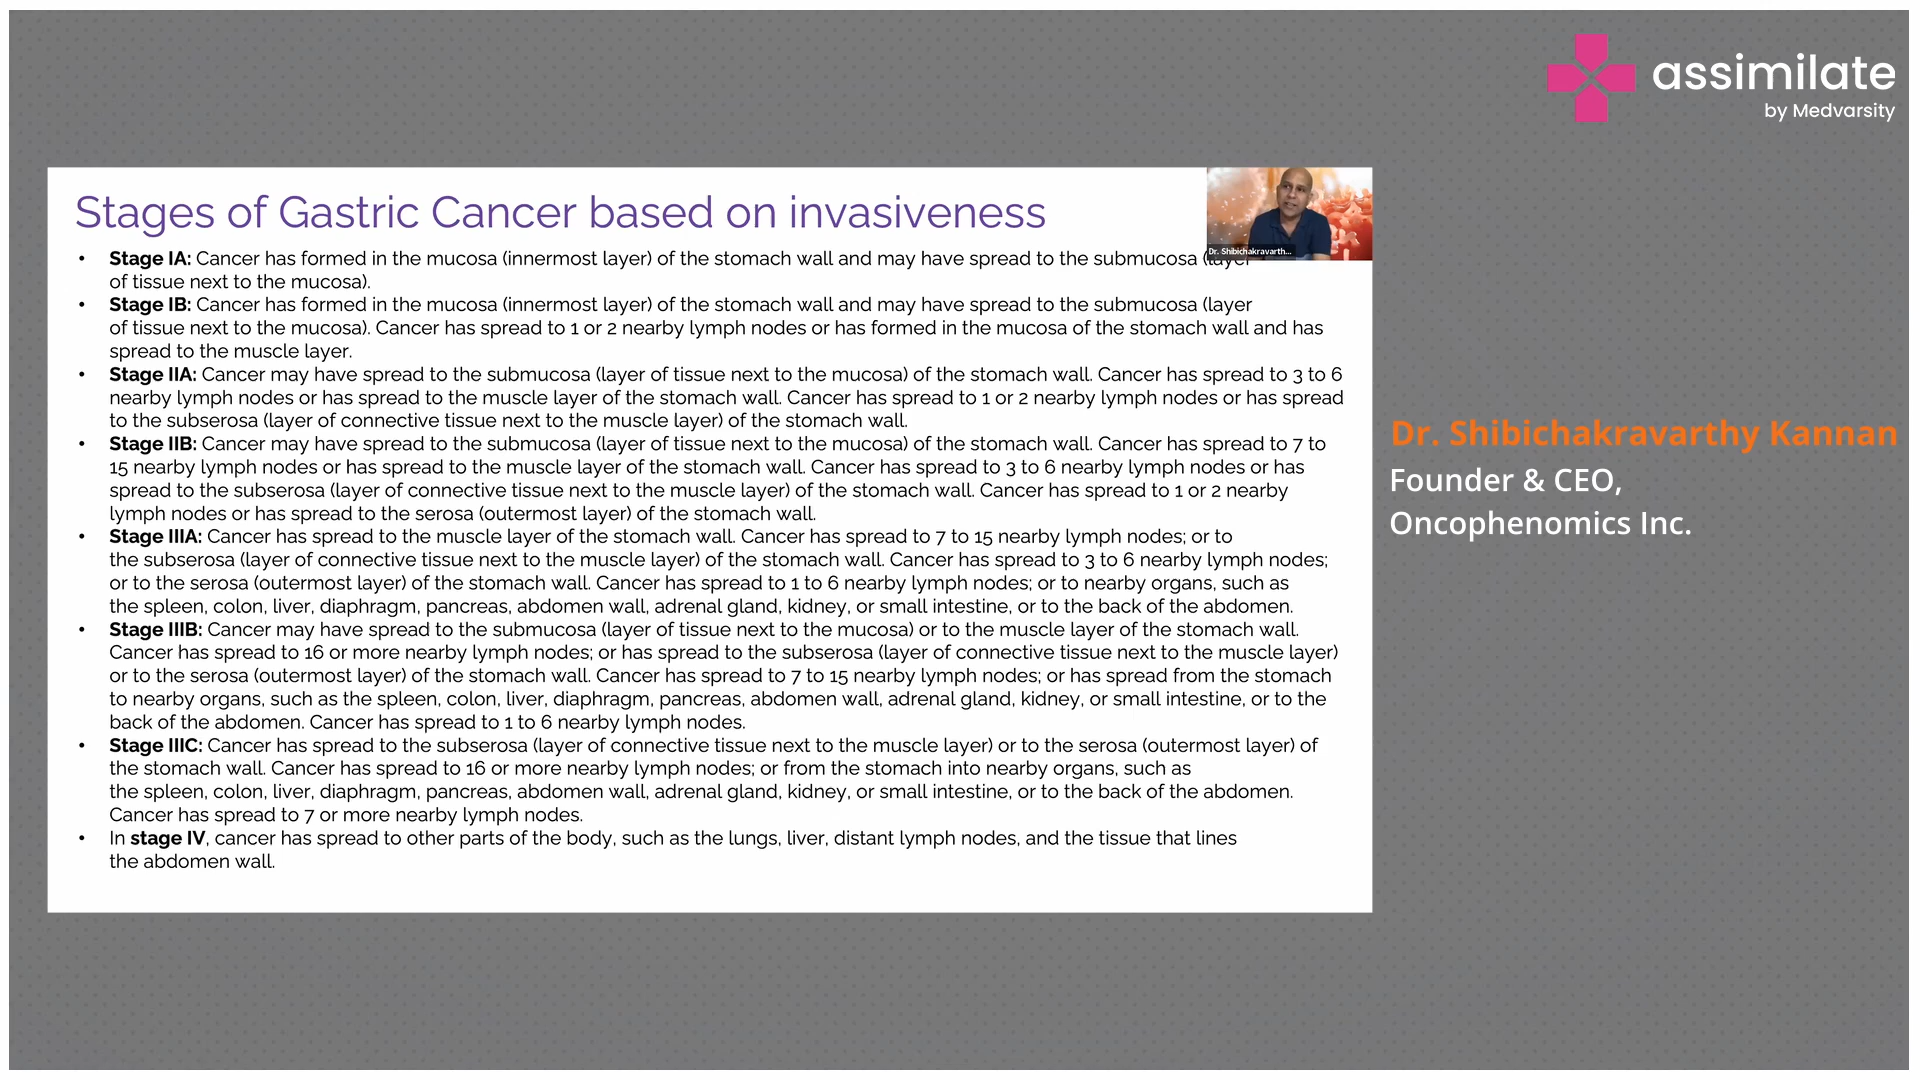 assimilate
by Medvarsity
Stages of Gastric Cancer based on invasiveness
Dr. Shibichakravarth...
• Stage IA: Cancer has formed in the mucosa (innermost layer) of the stomach wall and may have spread to the submucosa (layer
of tissue next to the mucosa).
• Stage IB: Cancer has formed in the mucosa (innermost layer) of the stomach wall and may have spread to the submucosa (layer
of tissue next to the mucosa). Cancer has spread to 1 or 2 nearby lymph nodes or has formed in the mucosa of the stomach wall and has
spread to the muscle layer.
• Stage IIA: Cancer may have spread to the submucosa (layer of tissue next to the mucosa) of the stomach wall. Cancer has spread to 3 to 6
nearby lymph nodes or has spread to the muscle layer of the stomach wall. Cancer has spread to 1 or 2 nearby lymph nodes or has spread
to the subserosa (layer of connective tissue next to the muscle layer) of the stomach wall.
• Stage IIB: Cancer may have spread to the submucosa (layer of tissue next to the mucosa) of the stomach wall. Cancer has spread to 7 to
15 nearby lymph nodes or has spread to the muscle layer of the stomach wall. Cancer has spread to 3 to 6 nearby lymph nodes or has
spread to the subserosa (layer of connective tissue next to the muscle layer) of the stomach wall. Cancer has spread to 1 or 2 nearby
lymph nodes or has spread to the serosa (outermost layer) of the stomach wall.
• Stage IIIA: Cancer has spread to the muscle layer of the stomach wall. Cancer has spread to 7 to 15 nearby lymph nodes; or to
the subserosa (layer of connective tissue next to the muscle layer) of the stomach wall. Cancer has spread to 3 to 6 nearby lymph nodes;
or to the serosa (outermost layer) of the stomach wall. Cancer has spread to 1 to 6 nearby lymph nodes; or to nearby organs, such as
the spleen, colon, liver, diaphragm, pancreas, abdomen wall, adrenal gland, kidney, or small intestine, or to the back of the abdomen.
• Stage IIIB: Cancer may have spread to the submucosa (layer of tissue next to the mucosa) or to the muscle layer of the stomach wall.
Cancer has spread to 16 or more nearby lymph nodes; or has spread to the subserosa (layer of connective tissue next to the muscle layer)
or to the serosa (outermost layer) of the stomach wall. Cancer has spread to 7 to 15 nearby lymph nodes; or has spread from the stomach
to nearby organs, such as the spleen, colon, liver, diaphragm, pancreas, abdomen wall, adrenal gland, kidney, or small intestine, or to the
back of the abdomen. Cancer has spread to 1 to 6 nearby lymph nodes.
• Stage IIIC: Cancer has spread to the subserosa (layer of connective tissue next to the muscle layer) or to the serosa (outermost layer) of
the stomach wall. Cancer has spread to 16 or more nearby lymph nodes; or from the stomach into nearby organs, such as
the spleen, colon, liver, diaphragm, pancreas, abdomen wall, adrenal gland, kidney, or small intestine, or to the back of the abdomen.
Cancer has spread to 7 or more nearby lymph nodes.
• In stage IV, cancer has spread to other parts of the body, such as the lungs, liver, distant lymph nodes, and the tissue that lines
the abdomen wall.
Dr. Shibichakravarthy Kannan
Founder & CEO,
Oncophenomics Inc.